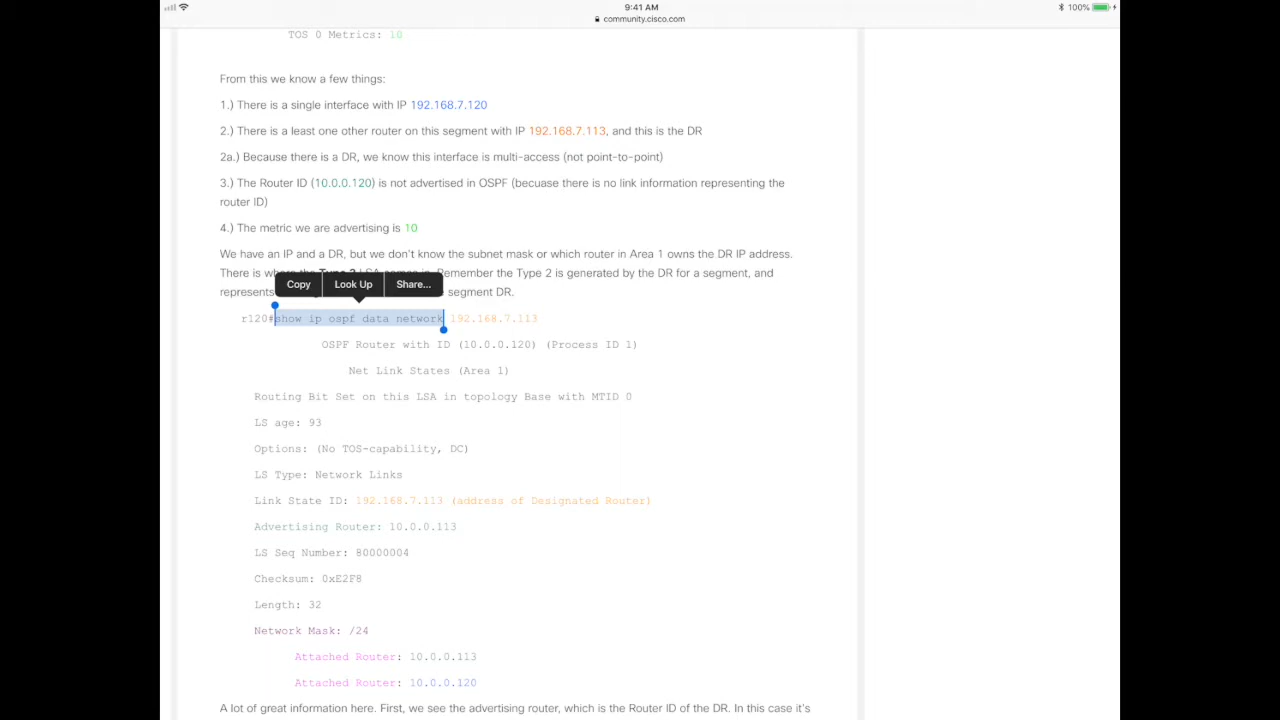 9:41 AM
100%
community.cisco.com
TOS 0 Metrics: 10
From this we know a few things:
1.) There is a single interface with IP 192.168.7.120
2.) There is a least one other router on this segment with IP 192.168.7.113, and this is the DR
2a.) Because there is a DR, we know this interface is multi-access (not point-to-point)
3.) The Router ID (10.0.0.120) is not advertised in OSPF (becuase there is no link information representing the
router ID)
4.) The metric we are advertising is 10
We have an IP and a DR, but we don't know the subnet mask or which router in Area 1 owns the DR IP address.
There is where the Type 2 LSA comes in. Remember the Type 2 is generated by the DR for a segment, and
Copy Look Up Share...
represents segment DR.
r120#show ip ospf data network 192.168.7.113
OSPF Router with ID (10.0.0.120) (Process ID 1)
Net Link States (Area 1)
Routing Bit Set on this LSA in topology Base with MTID 0
LS age: 93
Options: (No TOS-capability, DC)
LS Type: Network Links
Link State ID: 192.168.7.113 (address of Designated Router)
Advertising Router: 10.0.0.113
LS Seq Number: 80000004
Checksum: 0xE2F8
Length: 32
Network Mask: /24
Attached Router: 10.0.0.113
Attached Router: 10.0.0.120
A lot of great information here. First, we see the advertising router, which is the Router ID of the DR. In this case it's